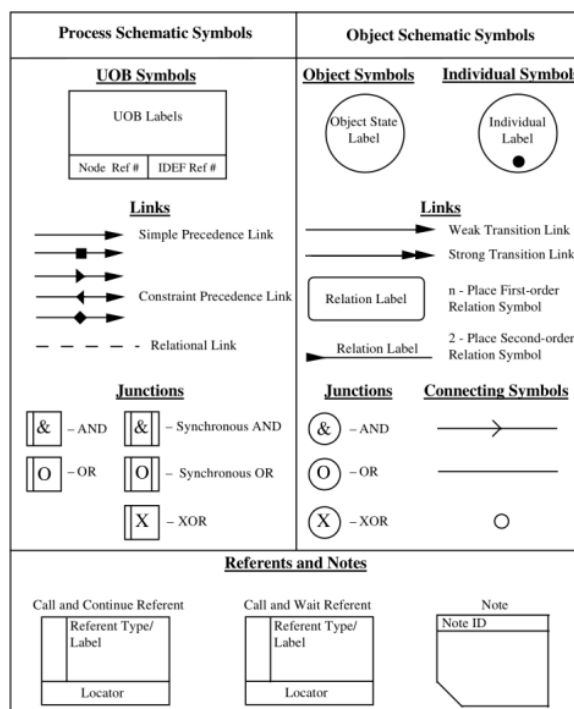 Process Schematic Symbols
Object Schematic Symbols
UOB Symbols
UOB Labels
Node Ref #
IDEF Ref #
Links
Simple Precedence Link
Constraint Precedence Link
Relational Link
Junctions
& – AND
& – Synchronous AND
O – OR
O – Synchronous OR
X – XOR
Object Symbols
Individual Symbols
Object State
Label
Individual
Label
Links
Weak Transition Link
Strong Transition Link
Relation Label
n - Place First-order
Relation Symbol
Relation Label
2 - Place Second-order
Relation Symbol
Junctions
Connecting Symbols
& – AND
O – OR
X – XOR
Referents and Notes
Call and Continue Referent
Referent Type/
Label
Locator
Call and Wait Referent
Referent Type/
Label
Locator
Note
Note ID